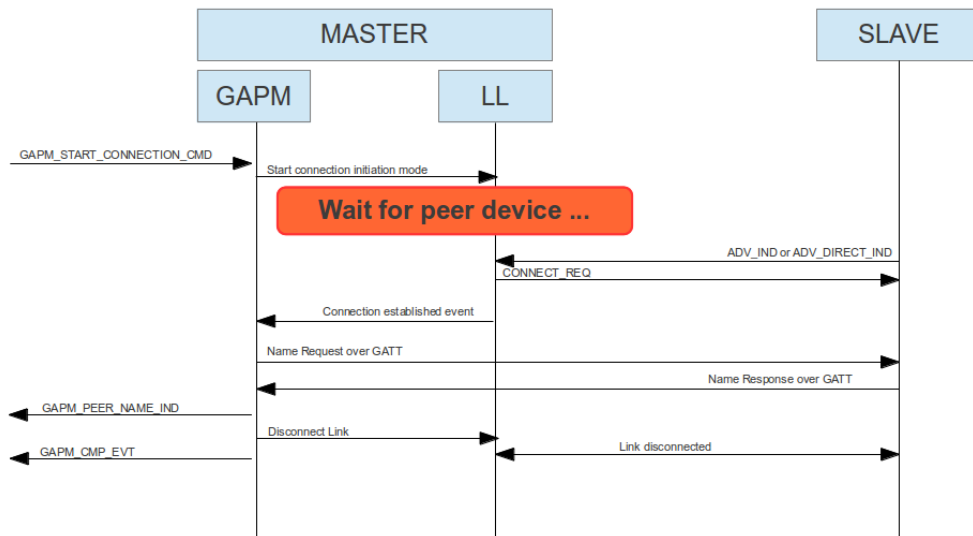 MASTER
SLAVE
GAPM
LL
GAPM_START_CONNECTION_CMD
Start connection initiation mode
Wait for peer device ...
ADV_IND or ADV_DIRECT_IND
CONNECT_REQ
Connection established event
Name Request over GATT
Name Response over GATT
GAPM_PEER_NAME_IND
Disconnect Link
Link disconnected
GAPM_CMP_EVT